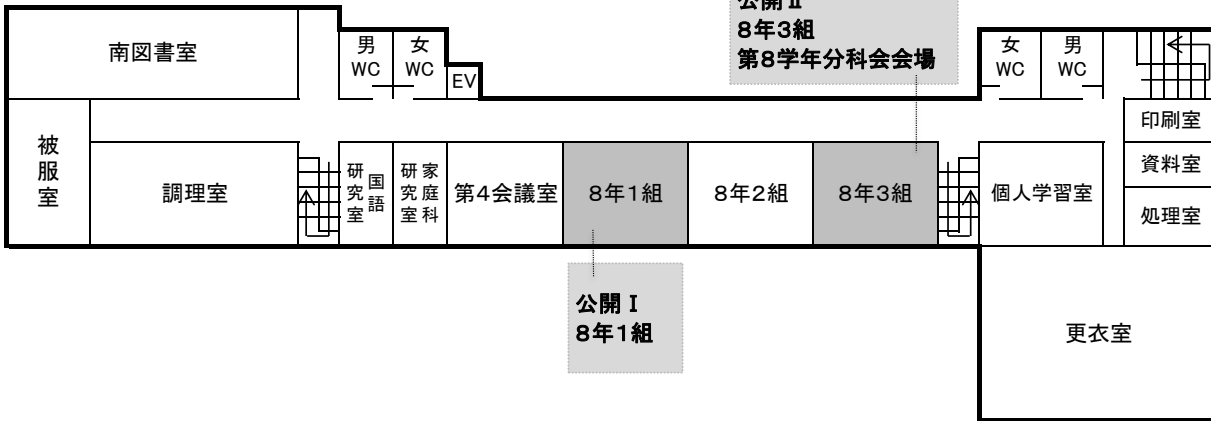 公開Ⅱ
8年3組
第8学年分科会会場
南図書室
男
WC
女
WC
EV
女
WC
男
WC
被服室
調理室
国語
研究室
家庭科
研究室
第4会議室
8年1組
8年2組
8年3組
個人学習室
印刷室
資料室
処理室
公開Ⅰ
8年1組
更衣室